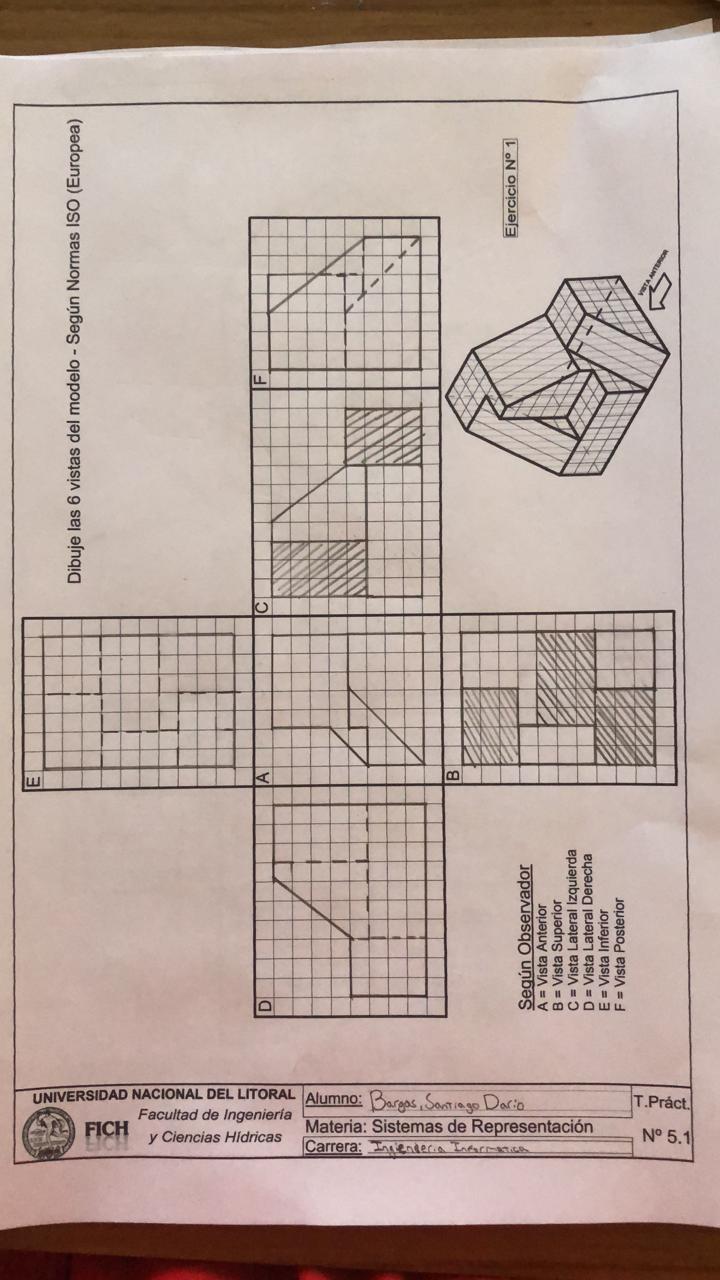 Dibuje las 6 vistas del modelo - Según Normas ISO (Europea)
UNIVERSIDAD NACIONAL DEL LITORAL
Facultad de Ingeniería
y Ciencias Hídricas
FICH
Alumno: Bargas, Santiago Darío
Materia: Sistemas de Representación
Carrera: Ingeniería Informatica
T.Práct.
Nº 5.1
E
D
A
C
F
B
Según Observador
A = Vista Anterior
B = Vista Superior
C = Vista Lateral Izquierda
D = Vista Lateral Derecha
E = Vista Inferior
F = Vista Posterior
VISTA ANTERIOR
Ejercicio Nº 1